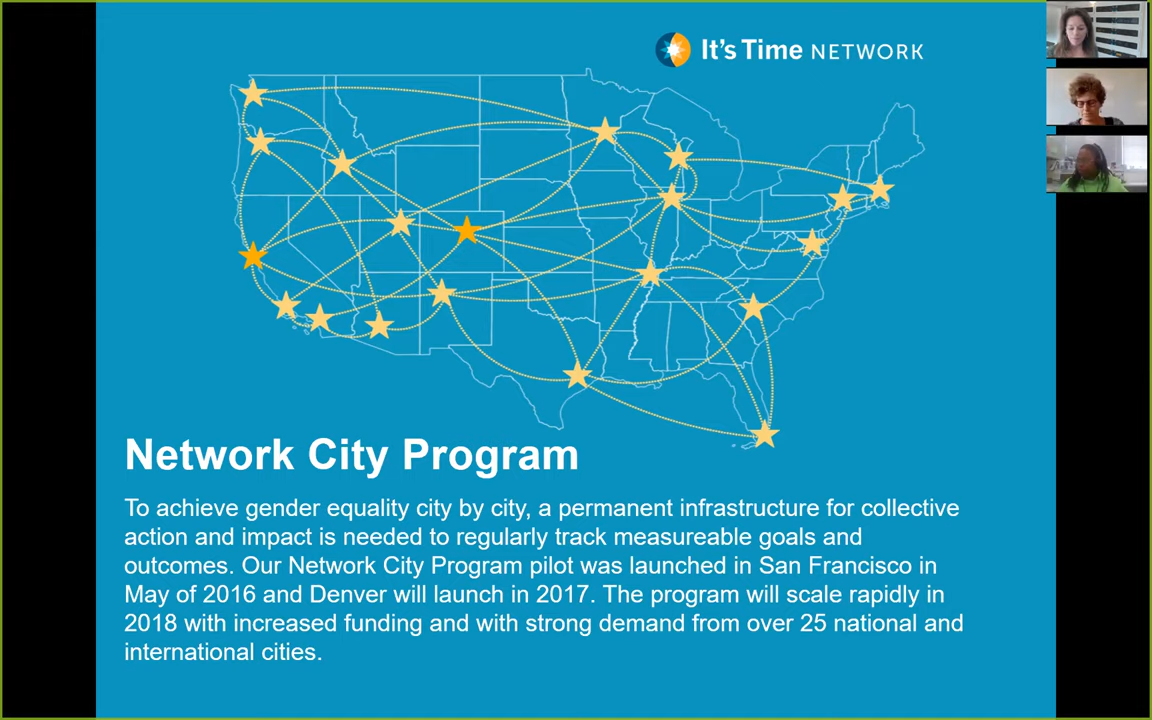 It's Time NETWORK
Network City Program
To achieve gender equality city by city, a permanent infrastructure for collective
action and impact is needed to regularly track measureable goals and
outcomes. Our Network City Program pilot was launched in San Francisco in
May of 2016 and Denver will launch in 2017. The program will scale rapidly in
2018 with increased funding and with strong demand from over 25 national and
international cities.